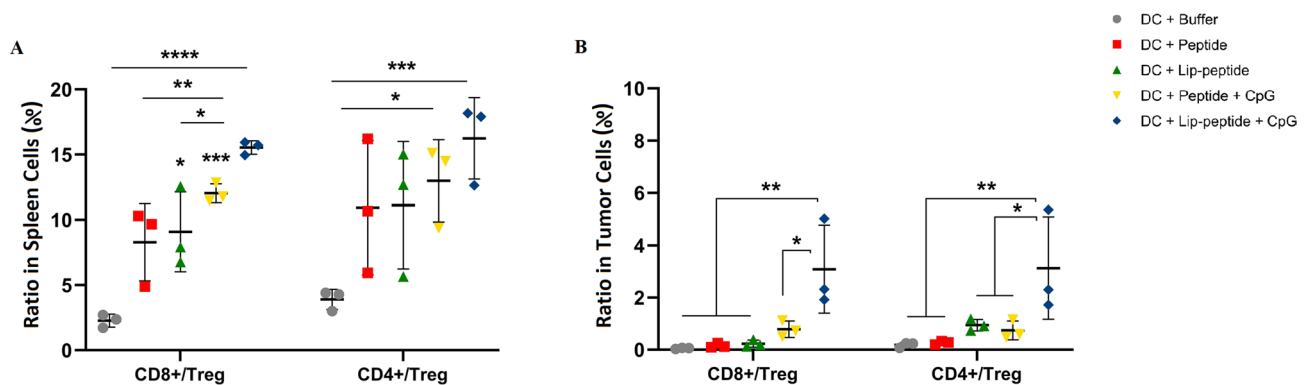 A
Ratio in Spleen Cells (%)
20
15
10
5
0
****
**
*
*
***
***
*
CD8+/Treg
CD4+/Treg
B
Ratio in Tumor Cells (%)
10
8
6
4
2
0
**
*
**
*
CD8+/Treg
CD4+/Treg
DC + Buffer
DC + Peptide
DC + Lip-peptide
DC + Peptide + CpG
DC + Lip-peptide + CpG